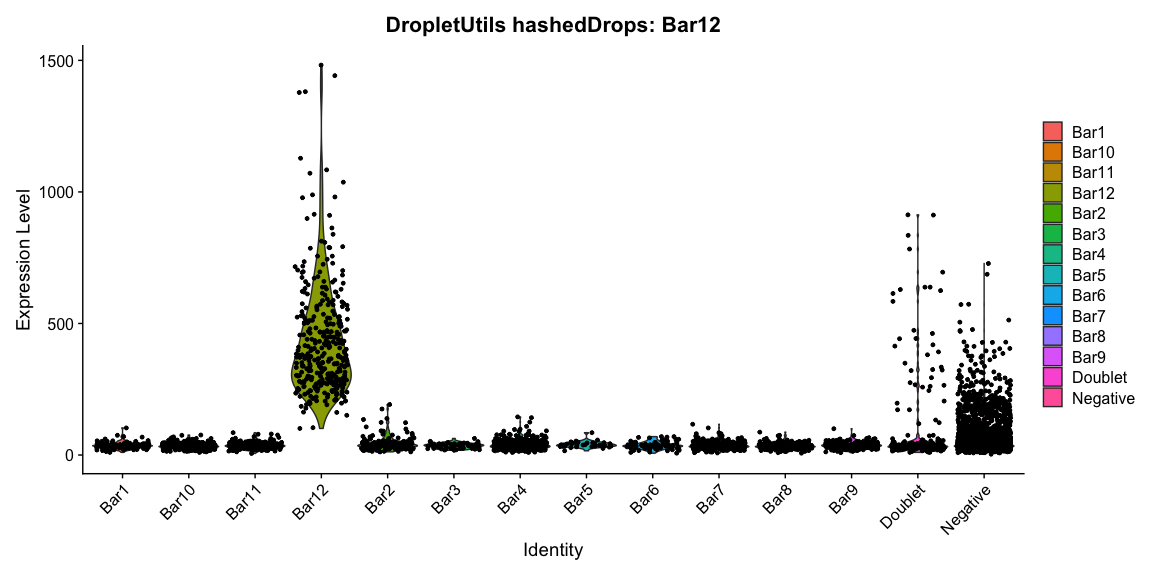 DropletUtils hashedDrops: Bar12
Expression Level
1500
1000
500
0
Bar1
Bar10
Bar11
Bar12
Bar2
Bar3
Bar4
Bar5
Bar6
Bar7
Bar8
Bar9
Doublet
Negative
Identity
Bar1
Bar10
Bar11
Bar12
Bar2
Bar3
Bar4
Bar5
Bar6
Bar7
Bar8
Bar9
Doublet
Negative